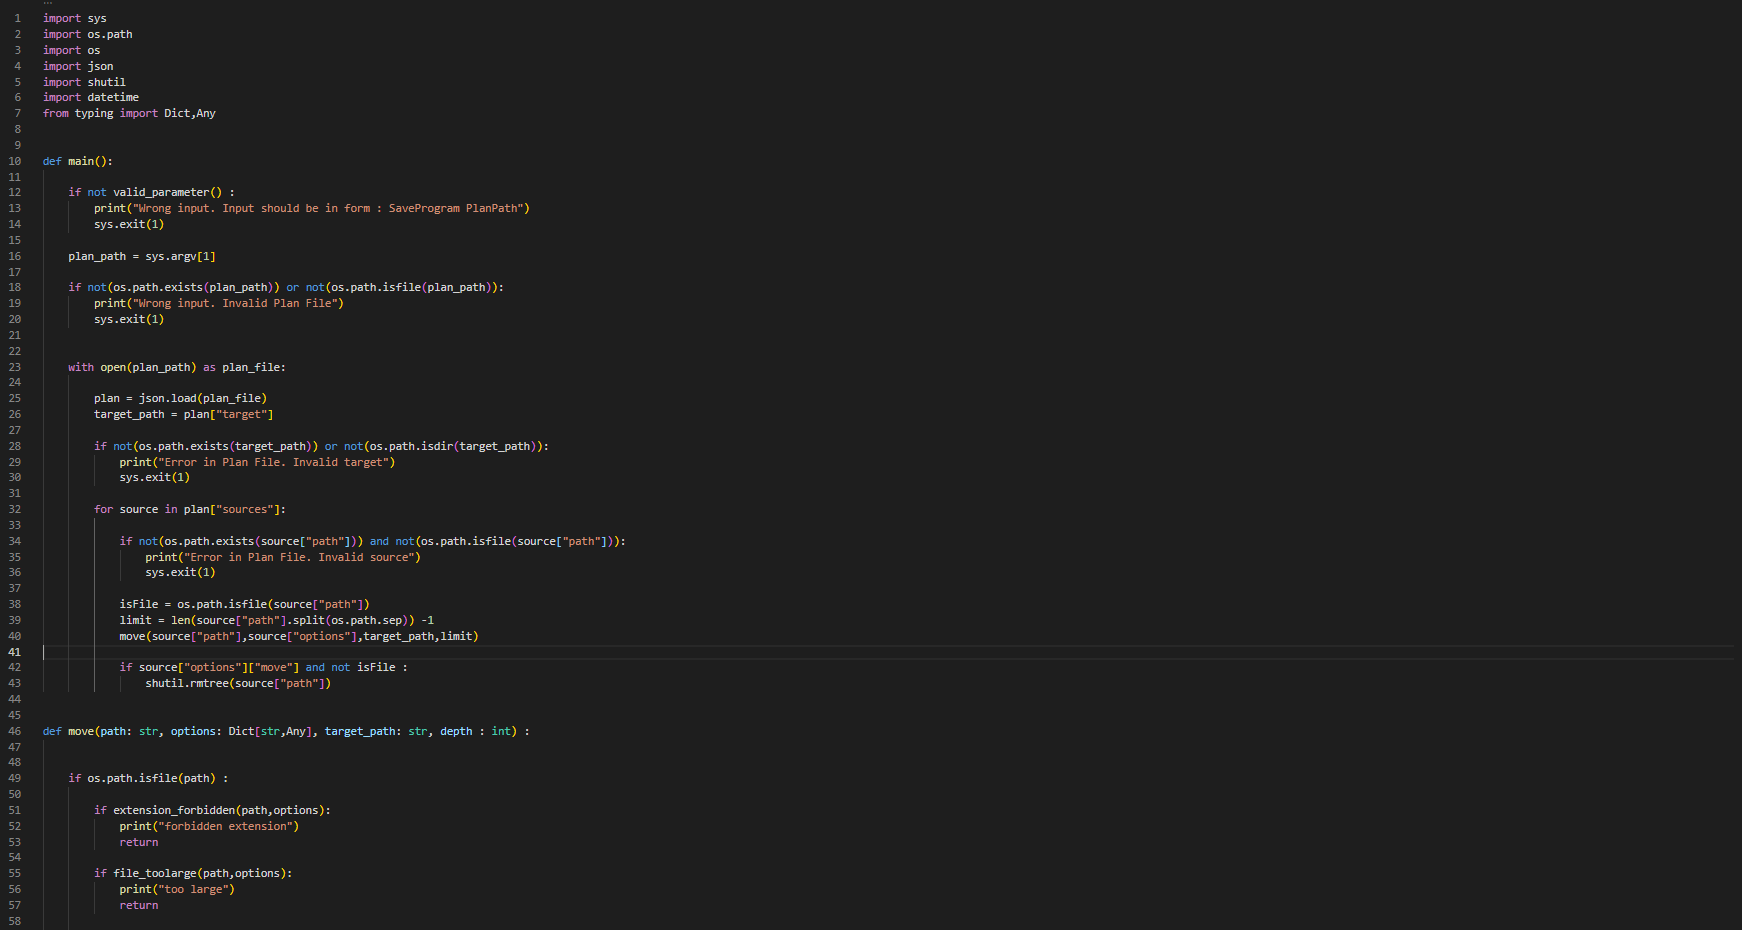 ...
1 import sys
2 import os.path
3 import os
4 import json
5 import shutil
6 import datetime
7 from typing import Dict,Any
8
9
10 def main():
11
12 if not valid_parameter() :
13 print("Wrong input. Input should be in form : SaveProgram PlanPath")
14 sys.exit(1)
15
16 plan_path = sys.argv[1]
17
18 if not(os.path.exists(plan_path)) or not(os.path.isfile(plan_path)):
19 print("Wrong input. Invalid Plan File")
20 sys.exit(1)
21
22
23 with open(plan_path) as plan_file:
24
25 plan = json.load(plan_file)
26 target_path = plan["target"]
27
28 if not(os.path.exists(target_path)) or not(os.path.isdir(target_path)):
29 print("Error in Plan File. Invalid target")
30 sys.exit(1)
31
32 for source in plan["sources"]:
33
34 if not(os.path.exists(source["path"])) and not(os.path.isfile(source["path"])):
35 print("Error in Plan File. Invalid source")
36 sys.exit(1)
37
38 isFile = os.path.isfile(source["path"])
39 limit = len(source["path"].split(os.path.sep)) -1
40 move(source["path"],source["options"],target_path,limit)
41
42 if source["options"]["move"] and not isFile :
43 shutil.rmtree(source["path"])
44
45
46 def move(path: str, options: Dict[str,Any], target_path: str, depth : int) :
47
48
49 if os.path.isfile(path) :
50
51 if extension_forbidden(path,options):
52 print("forbidden extension")
53 return
54
55 if file_toolarge(path,options):
56 print("too large")
57 return
58